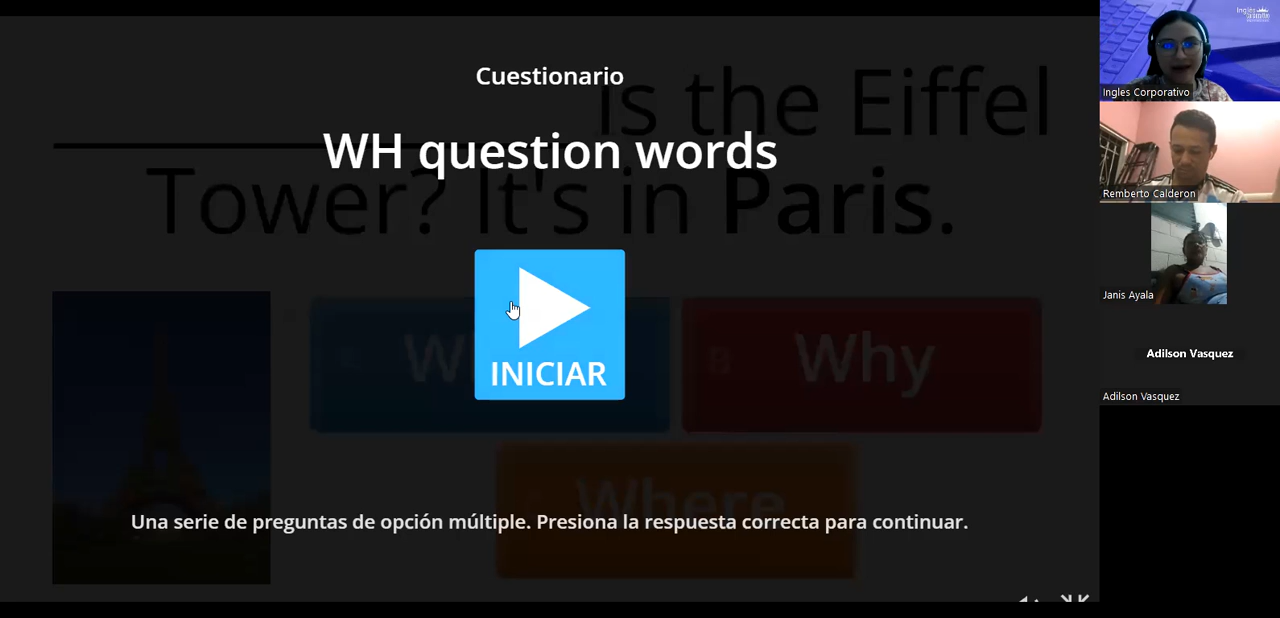 Cuestionario
WH question words
Is the Eiffel
Tower? It's in Paris.
INICIAR
Why
Where
Una serie de preguntas de opción múltiple. Presiona la respuesta correcta para continuar.
Ingles Corporativo
Remberto Calderon
Janis Ayala
Adilson Vasquez
Adilson Vasquez